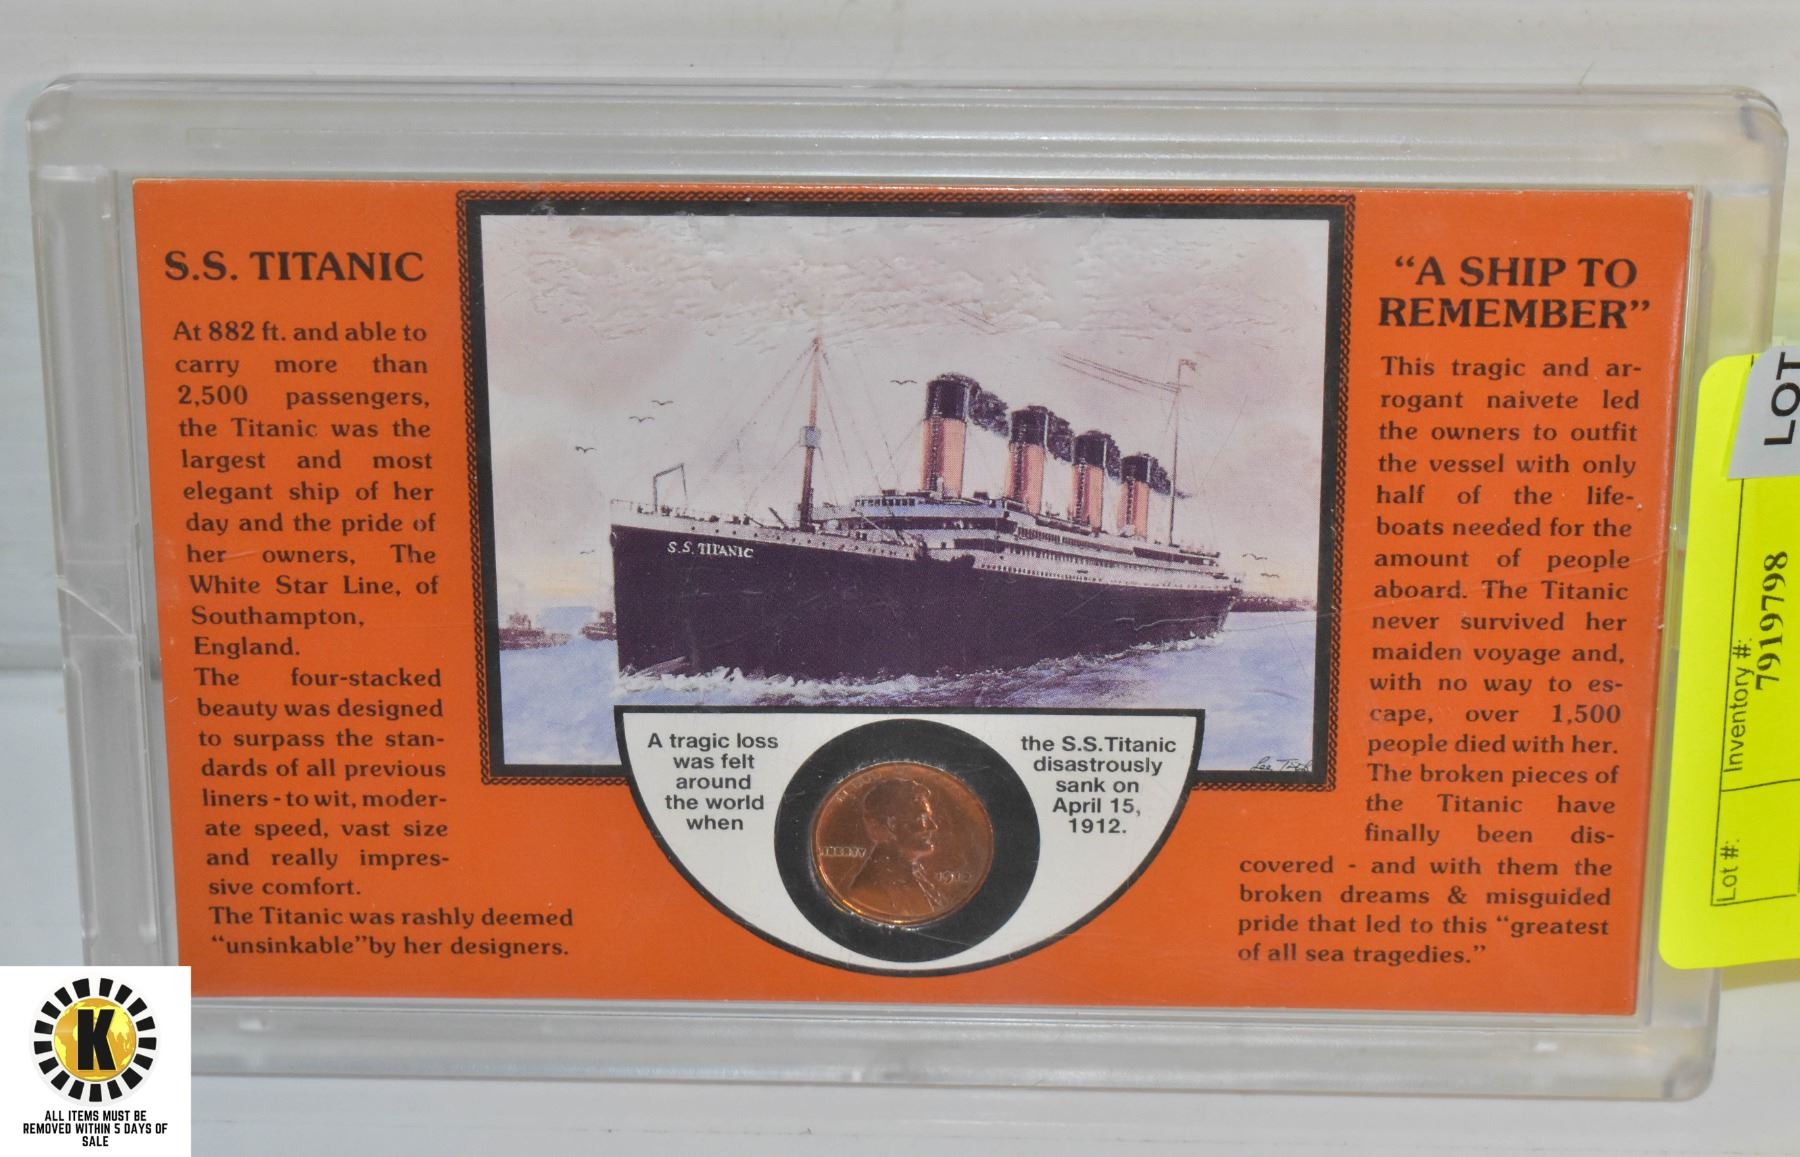 S.S. TITANIC
At 882 ft. and able to
carry more than
2,500 passengers,
the Titanic was the
largest and most
elegant ship of her
day and the pride of
her owners, The
White Star Line, of
Southampton,
England.
The four-stacked
beauty was designed
to surpass the stan-
dards of all previous
liners - to wit, moder-
ate speed, vast size
and really impres-
sive comfort.
The Titanic was rashly deemed
"unsinkable"by her designers.
S.S. TITANIC
A tragic loss
was felt
around
the world
when
LIBERTY
1912
the S.S.Titanic
disastrously
sank on
April 15,
1912.
"A SHIP TO
REMEMBER"
This tragic and ar-
rogant naivete led
the owners to outfit
the vessel with only
half of the life-
boats needed for the
amount of people
aboard. The Titanic
never survived her
maiden voyage and,
with no way to es-
cape, over 1,500
people died with her.
The broken pieces of
the Titanic have
finally been dis-
covered - and with them the
broken dreams & misguided
pride that led to this "greatest
of all sea tragedies."
LOT
Lot #:
Inventory #:
7919798
K
ALL ITEMS MUST BE
REMOVED WITHIN 5 DAYS OF
SALE